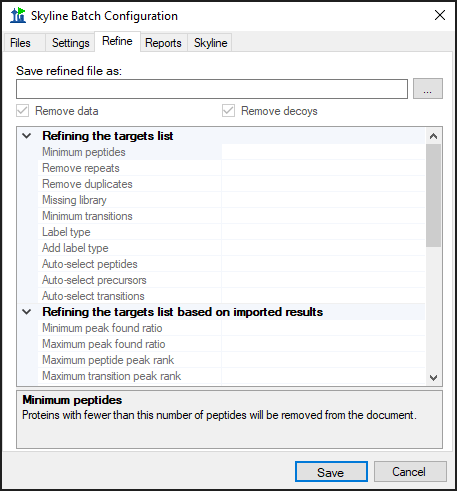 Skyline Batch Configuration
Files Settings Refine Reports Skyline
Save refined file as:
...
Remove data Remove decoys
Refining the targets list
Minimum peptides
Remove repeats
Remove duplicates
Missing library
Minimum transitions
Label type
Add label type
Auto-select peptides
Auto-select precursors
Auto-select transitions
Refining the targets list based on imported results
Minimum peak found ratio
Maximum peak found ratio
Maximum peptide peak rank
Maximum transition peak rank
Minimum peptides
Proteins with fewer than this number of peptides will be removed from the document.
Save Cancel